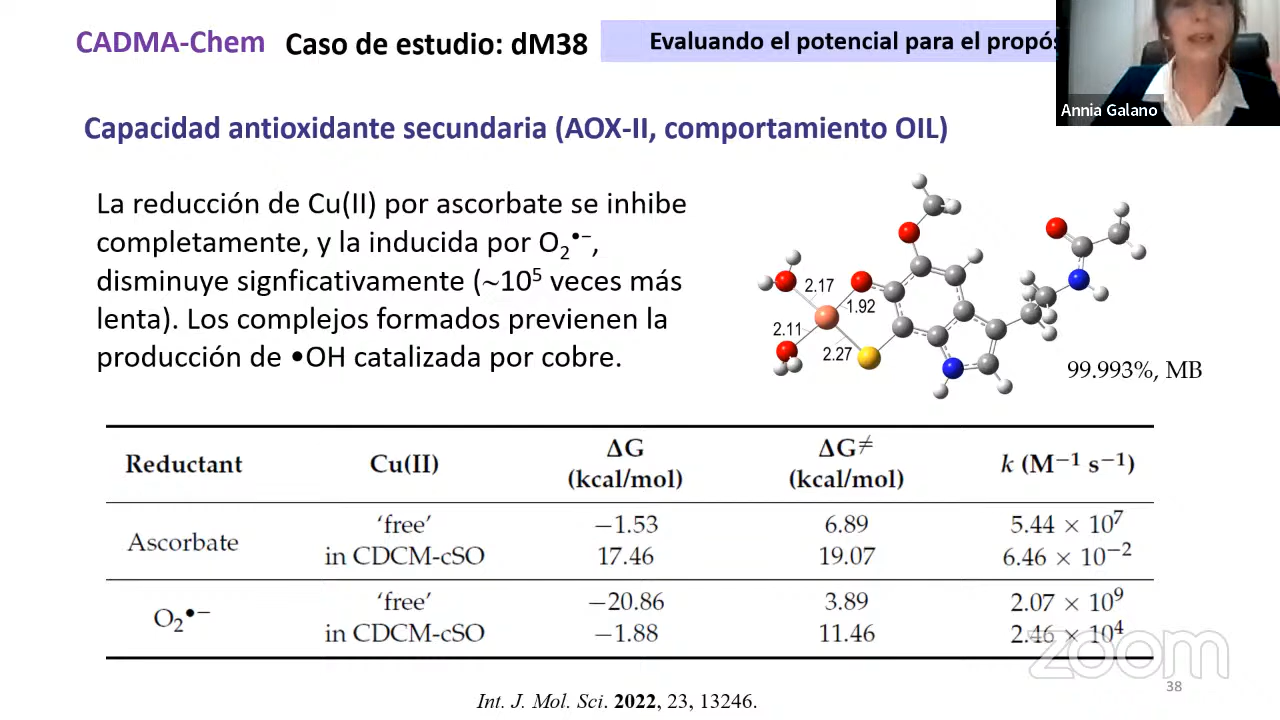 CADMA-Chem Caso de estudio: dM38 Evaluando el potencial para el propós
Annia Galano
Capacidad antioxidante secundaria (AOX-II, comportamiento OIL)
La reducción de Cu(II) por ascorbate se inhibe
completamente, y la inducida por O₂•⁻,
disminuye signficativamente (~10⁵ veces más
lenta). Los complejos formados previenen la
producción de •OH catalizada por cobre.
2.17
1.92
2.11
2.27
99.993%, MB
Reductant Cu(II) ΔG (kcal/mol) ΔG≠ (kcal/mol) k (M⁻¹ s⁻¹)
Ascorbate
'free' −1.53 6.89 5.44 × 10⁷
in CDCM-cSO 17.46 19.07 6.46 × 10⁻²
O₂•⁻
'free' −20.86 3.89 2.07 × 10⁹
in CDCM-cSO −1.88 11.46 2.46 × 10⁴
zoom
38
Int. J. Mol. Sci. 2022, 23, 13246.